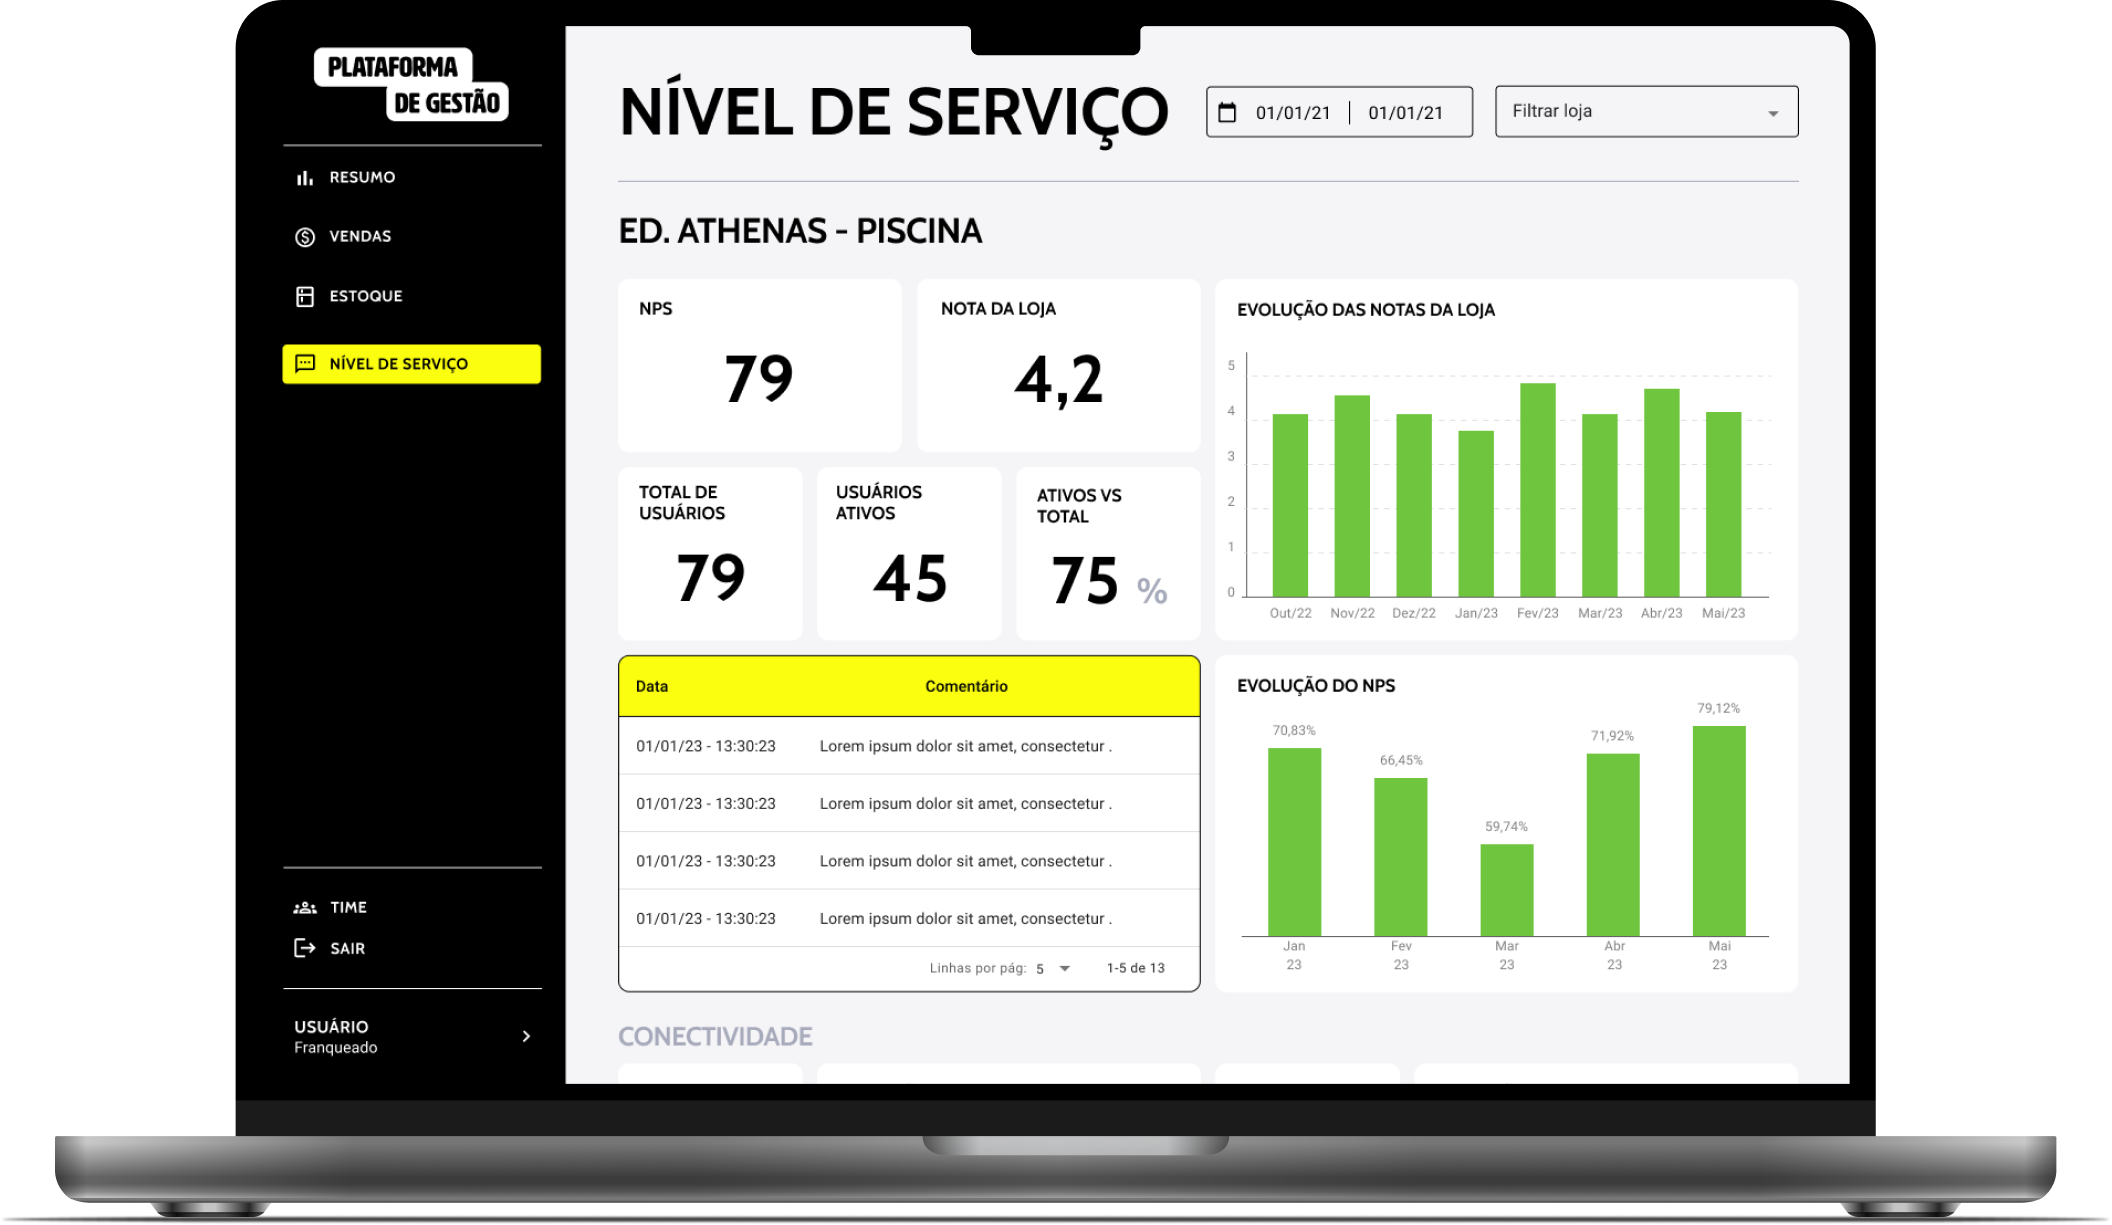 PLATAFORMA
DE GESTÃO
RESUMO
VENDAS
ESTOQUE
NÍVEL DE SERVIÇO
TIME
SAIR
USUÁRIO
Franqueado
NÍVEL DE SERVIÇO
01/01/21 | 01/01/21
Filtrar loja
ED. ATHENAS - PISCINA
NPS
79
NOTA DA LOJA
4,2
TOTAL DE
USUÁRIOS
79
USUÁRIOS
ATIVOS
45
ATIVOS VS
TOTAL
75 %
EVOLUÇÃO DAS NOTAS DA LOJA
5
4
3
2
1
0
Out/22 Nov/22 Dez/22 Jan/23 Fev/23 Mar/23 Abr/23 Mai/23
Data Comentário
01/01/23 - 13:30:23 Lorem ipsum dolor sit amet, consectetur .
01/01/23 - 13:30:23 Lorem ipsum dolor sit amet, consectetur .
01/01/23 - 13:30:23 Lorem ipsum dolor sit amet, consectetur .
01/01/23 - 13:30:23 Lorem ipsum dolor sit amet, consectetur .
Linhas por pág: 5 1-5 de 13
EVOLUÇÃO DO NPS
70,83% 66,45% 59,74% 71,92% 79,12%
Jan Fev Mar Abr Mai
23 23 23 23 23
CONECTIVIDADE